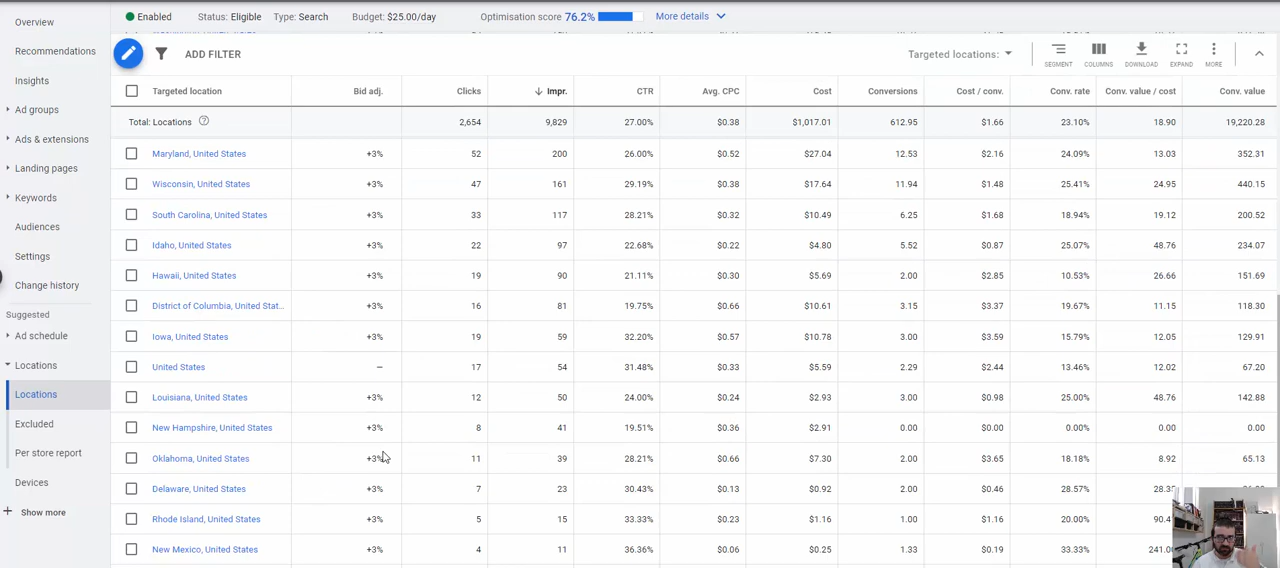 Overview
Enabled Status: Eligible Type: Search Budget: $25.00/day Optimisation score 76.2% More details
Recommendations
ADD FILTER Targeted locations:
SEGMENT COLUMNS DOWNLOAD EXPAND MORE
Insights
Targeted location Bid adj. Clicks Impr. CTR Avg. CPC Cost Conversions Cost / conv. Conv. rate Conv. value / cost Conv. value
Ad groups
Total: Locations 2,654 9,829 27.00% $0.38 $1,017.01 612.95 $1.66 23.10% 18.90 19,220.28
Ads & extensions
Maryland, United States +3% 52 200 26.00% $0.52 $27.04 12.53 $2.16 24.09% 13.03 352.31
Landing pages
Wisconsin, United States +3% 47 161 29.19% $0.38 $17.64 11.94 $1.48 25.41% 24.95 440.15
Keywords
South Carolina, United States +3% 33 117 28.21% $0.32 $10.49 6.25 $1.68 18.94% 19.12 200.52
Audiences
Idaho, United States +3% 22 97 22.68% $0.22 $4.80 5.52 $0.87 25.07% 48.76 234.07
Settings
Hawaii, United States +3% 19 90 21.11% $0.30 $5.69 2.00 $2.85 10.53% 26.66 151.69
Change history
District of Columbia, United Stat... +3% 16 81 19.75% $0.66 $10.61 3.15 $3.37 19.67% 11.15 118.30
Suggested
Ad schedule
Iowa, United States +3% 19 59 32.20% $0.57 $10.78 3.00 $3.59 15.79% 12.05 129.91
Locations
United States – 17 54 31.48% $0.33 $5.59 2.29 $2.44 13.46% 12.02 67.20
Locations
Louisiana, United States +3% 12 50 24.00% $0.24 $2.93 3.00 $0.98 25.00% 48.76 142.88
Excluded
New Hampshire, United States +3% 8 41 19.51% $0.36 $2.91 0.00 $0.00 0.00% 0.00 0.00
Per store report
Oklahoma, United States +3% 11 39 28.21% $0.66 $7.30 2.00 $3.65 18.18% 8.92 65.13
Devices
Delaware, United States +3% 7 23 30.43% $0.13 $0.92 2.00 $0.46 28.57%
Show more
Rhode Island, United States +3% 5 15 33.33% $0.23 $1.16 1.00 $1.16 20.00%
New Mexico, United States +3% 4 11 36.36% $0.06 $0.25 1.33 $0.19 33.33%